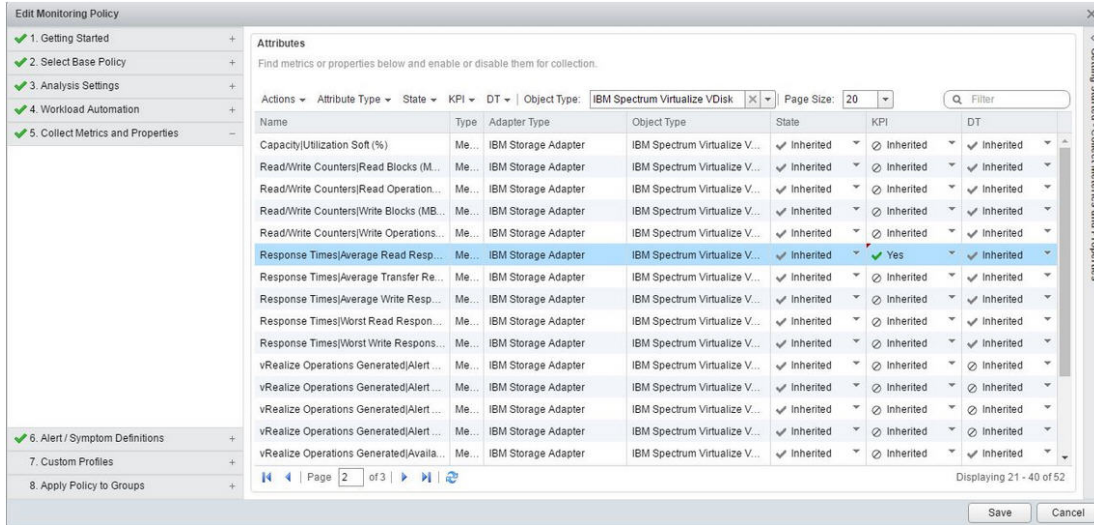 Edit Monitoring Policy
1. Getting Started
2. Select Base Policy
3. Analysis Settings
4. Workload Automation
5. Collect Metrics and Properties
6. Alert / Symptom Definitions
7. Custom Profiles
8. Apply Policy to Groups
Attributes
Find metrics or properties below and enable or disable them for collection.
Actions Attribute Type State KPI DT Object Type: IBM Spectrum Virtualize VDisk Page Size: 20 Filter
Name Type Adapter Type Object Type State KPI DT
Capacity|Utilization Soft (%) Me... IBM Storage Adapter IBM Spectrum Virtualize V... Inherited Inherited Inherited
Read/Write Counters|Read Blocks (M... Me... IBM Storage Adapter IBM Spectrum Virtualize V... Inherited Inherited Inherited
Read/Write Counters|Read Operation... Me... IBM Storage Adapter IBM Spectrum Virtualize V... Inherited Inherited Inherited
Read/Write Counters|Write Blocks (MB... Me... IBM Storage Adapter IBM Spectrum Virtualize V... Inherited Inherited Inherited
Read/Write Counters|Write Operations... Me... IBM Storage Adapter IBM Spectrum Virtualize V... Inherited Inherited Inherited
Response Times|Average Read Resp... Me... IBM Storage Adapter IBM Spectrum Virtualize V... Inherited Yes Inherited
Response Times|Average Transfer Re... Me... IBM Storage Adapter IBM Spectrum Virtualize V... Inherited Inherited Inherited
Response Times|Average Write Resp... Me... IBM Storage Adapter IBM Spectrum Virtualize V... Inherited Inherited Inherited
Response Times|Worst Read Respon... Me... IBM Storage Adapter IBM Spectrum Virtualize V... Inherited Inherited Inherited
Response Times|Worst Write Respons... Me... IBM Storage Adapter IBM Spectrum Virtualize V... Inherited Inherited Inherited
vRealize Operations Generated|Alert ... Me... IBM Storage Adapter IBM Spectrum Virtualize V... Inherited Inherited Inherited
vRealize Operations Generated|Alert ... Me... IBM Storage Adapter IBM Spectrum Virtualize V... Inherited Inherited Inherited
vRealize Operations Generated|Alert ... Me... IBM Storage Adapter IBM Spectrum Virtualize V... Inherited Inherited Inherited
vRealize Operations Generated|Alert ... Me... IBM Storage Adapter IBM Spectrum Virtualize V... Inherited Inherited Inherited
vRealize Operations Generated|Availa... Me... IBM Storage Adapter IBM Spectrum Virtualize V... Inherited Inherited Inherited
Page 2 of 3 Displaying 21 - 40 of 52
Save Cancel
Getting Started - Collect Metrics and Properties